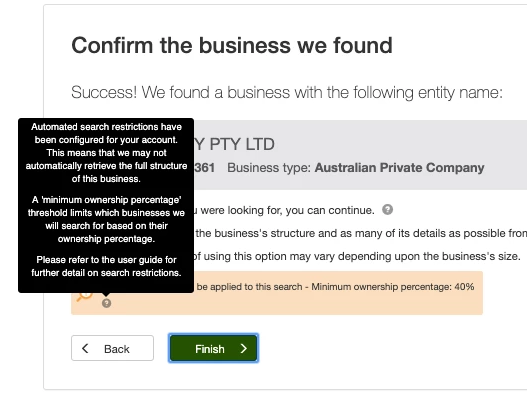 Confirm the business we found
Success! We found a business with the following entity name:
Automated search restrictions have
been configured for your account.
This means that we may not
automatically retrieve the full structure
of this business.
A 'minimum ownership percentage'
threshold limits which businesses we
will search for based on their
ownership percentage.
Please refer to the user guide for
further detail on search restrictions.
Y PTY LTD
361 Business type: Australian Private Company
were looking for, you can continue. ?
the business's structure and as many of its details as possible from
of using this option may vary depending upon the business's size.
be applied to this search - Minimum ownership percentage: 40%
?
Back
Finish